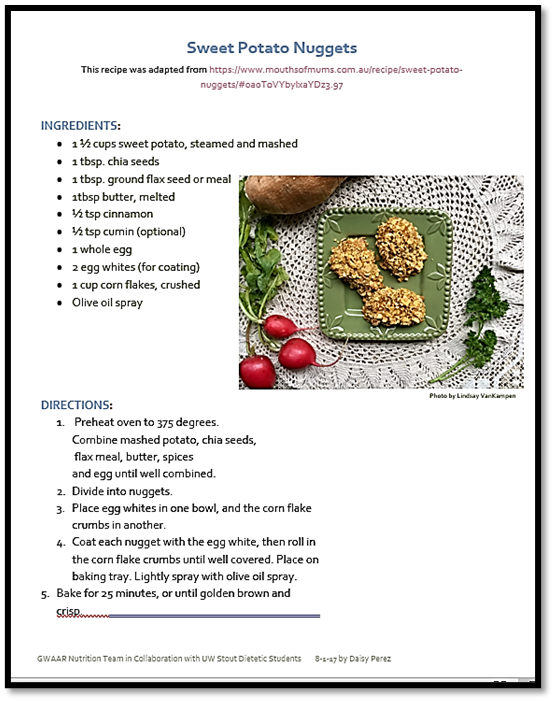 Sweet Potato Nuggets
This recipe was adapted from https://www.mouthsofmums.com.au/recipe/sweet-potato-
nuggets/#oaoToVYbyIxaYDz3.97
INGREDIENTS:
• 1 ½ cups sweet potato, steamed and mashed
• 1 tbsp. chia seeds
• 1 tbsp. ground flax seed or meal
• 1tbsp butter, melted
• ½ tsp cinnamon
• ½ tsp cumin (optional)
• 1 whole egg
• 2 egg whites (for coating)
• 1 cup corn flakes, crushed
• Olive oil spray
Photo by Lindsay VanKampen
DIRECTIONS:
1. Preheat oven to 375 degrees.
Combine mashed potato, chia seeds,
flax meal, butter, spices
and egg until well combined.
2. Divide into nuggets.
3. Place egg whites in one bowl, and the corn flake
crumbs in another.
4. Coat each nugget with the egg white, then roll in
the corn flake crumbs until well covered. Place on
baking tray. Lightly spray with olive oil spray.
5. Bake for 25 minutes, or until golden brown and
crisp.
GWAAR Nutrition Team in Collaboration with UW Stout Dietetic Students 8-1-17 by Daisy Perez